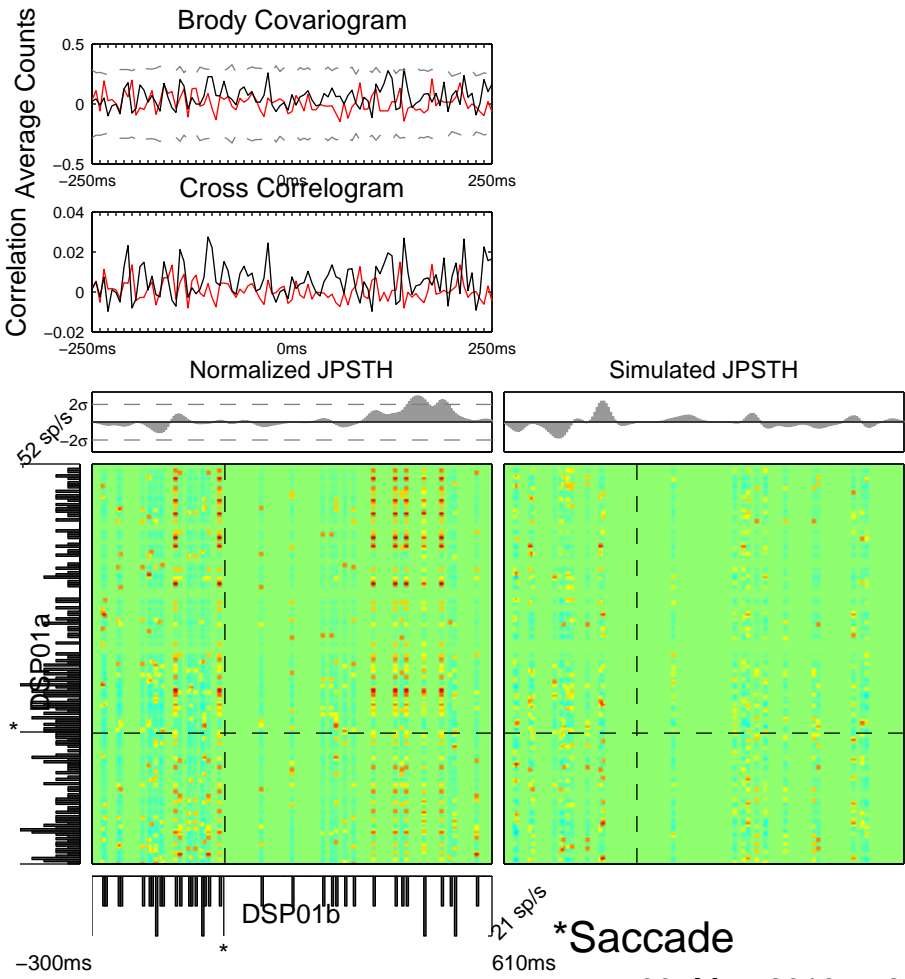 Brody Covariogram
Average Counts
0.5
0
−0.5
−250ms
0ms
250ms
Cross Correlogram
Correlation
0.04
0.02
0
−0.02
−250ms
0ms
250ms
Normalized JPSTH
Simulated JPSTH
2σ
−2σ
52 sp/s
DSP01a
*
DSP01b
21 sp/s
*
*Saccade
−300ms
610ms